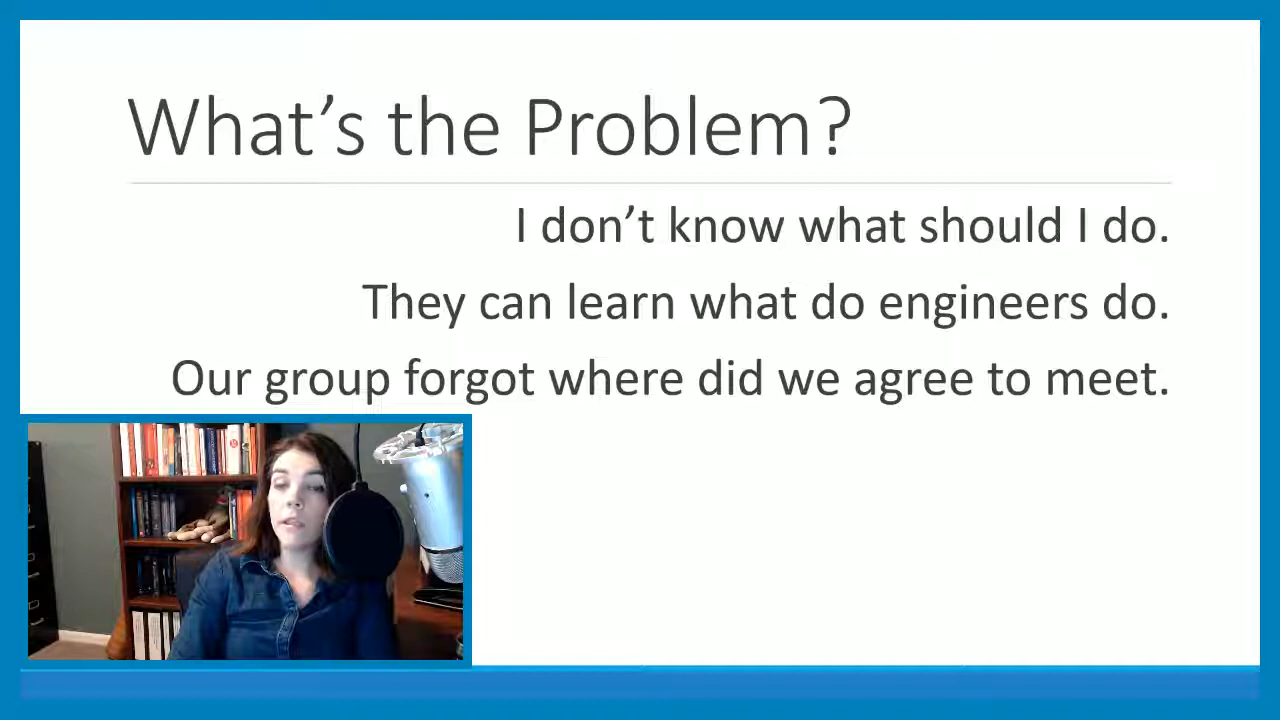 What's the Problem?
I don't know what should I do.
They can learn what do engineers do.
Our group forgot where did we agree to meet.